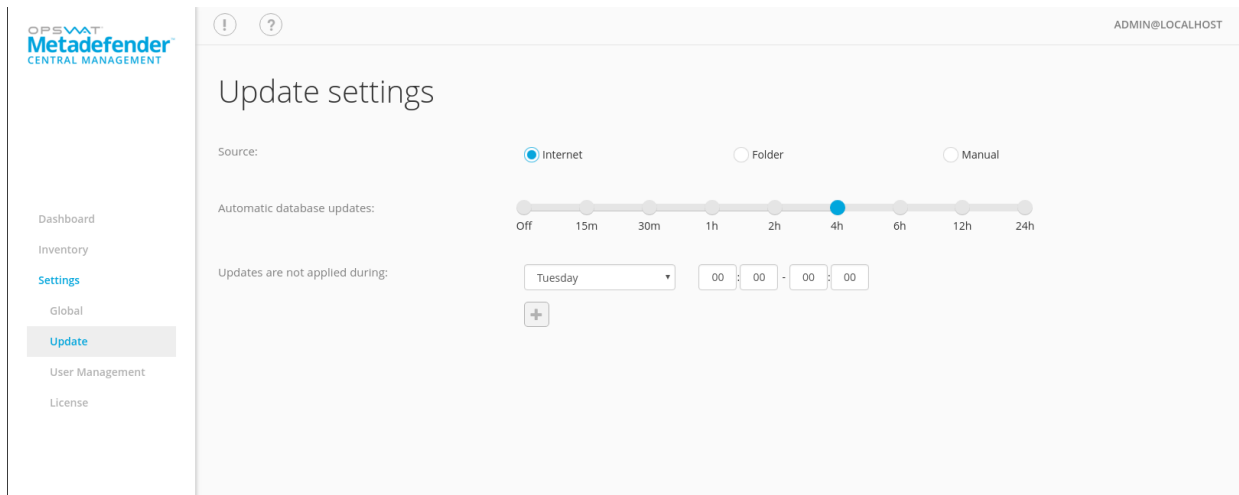 OPSWAT
Metadefender™
CENTRAL MANAGEMENT
! ? ADMIN@LOCALHOST
Dashboard
Inventory
Settings
Global
Update
User Management
License
Update settings
Source: Internet Folder Manual
Automatic database updates:
Off 15m 30m 1h 2h 4h 6h 12h 24h
Updates are not applied during: Tuesday 00 : 00 - 00 : 00
+